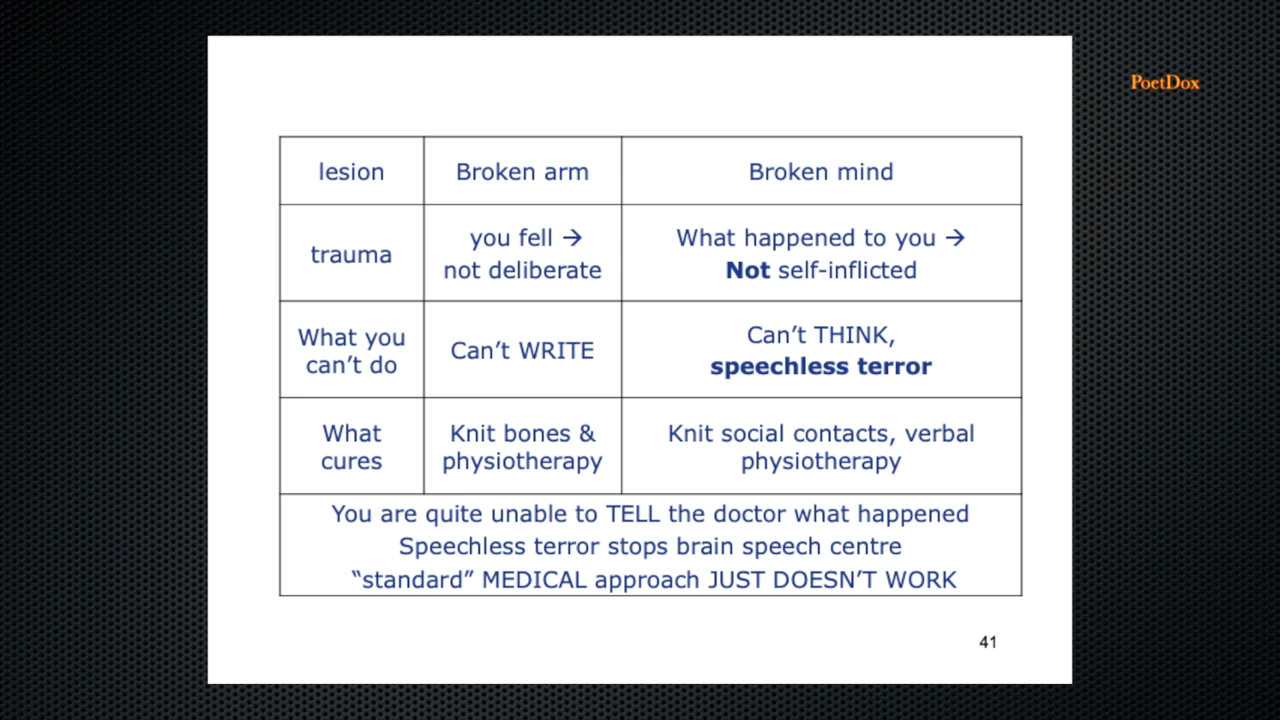 PoetDox
lesion
Broken arm
Broken mind
trauma
you fell →
not deliberate
What happened to you →
Not self-inflicted
What you
can’t do
Can’t WRITE
Can’t THINK,
speechless terror
What
cures
Knit bones &
physiotherapy
Knit social contacts, verbal
physiotherapy
You are quite unable to TELL the doctor what happened
Speechless terror stops brain speech centre
“standard” MEDICAL approach JUST DOESN’T WORK
41